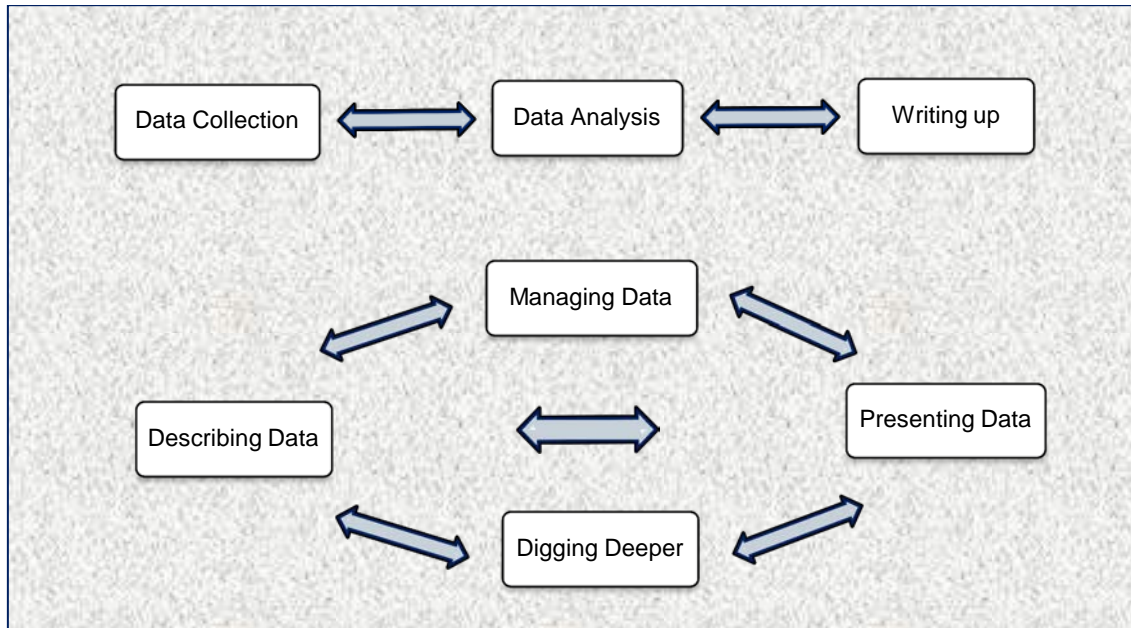 Data Collection
Data Analysis
Writing up
Managing Data
Describing Data
Presenting Data
Digging Deeper